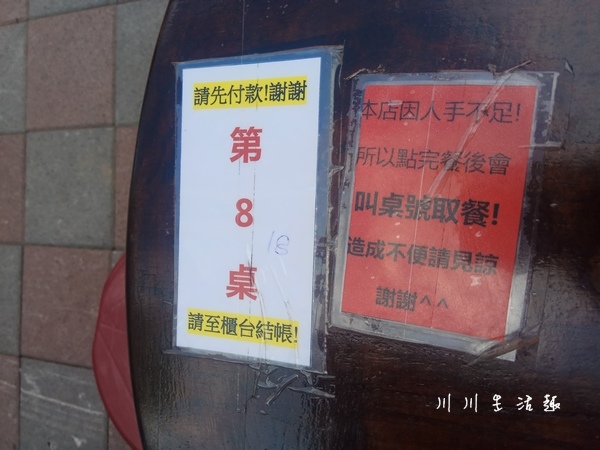 請先付款!謝謝
第
8
18
桌
請至櫃台結帳!
本店因人手不足!
所以點完餐後會
叫桌號取餐!
造成不便請見諒
謝謝^^
川川生活趣